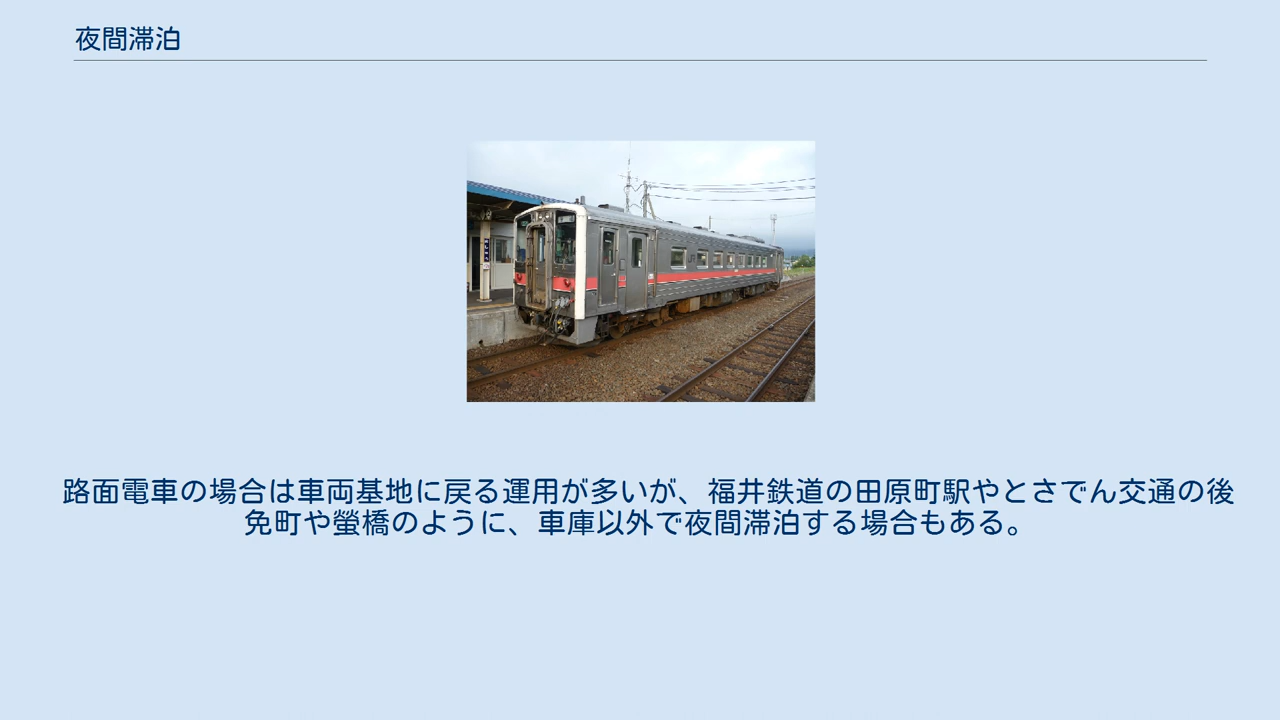 夜間滞泊
路面電車の場合は車両基地に戻る運用が多いが、福井鉄道の田原町駅やとさでん交通の後
免町や螢橋のように、車庫以外で夜間滞泊する場合もある。